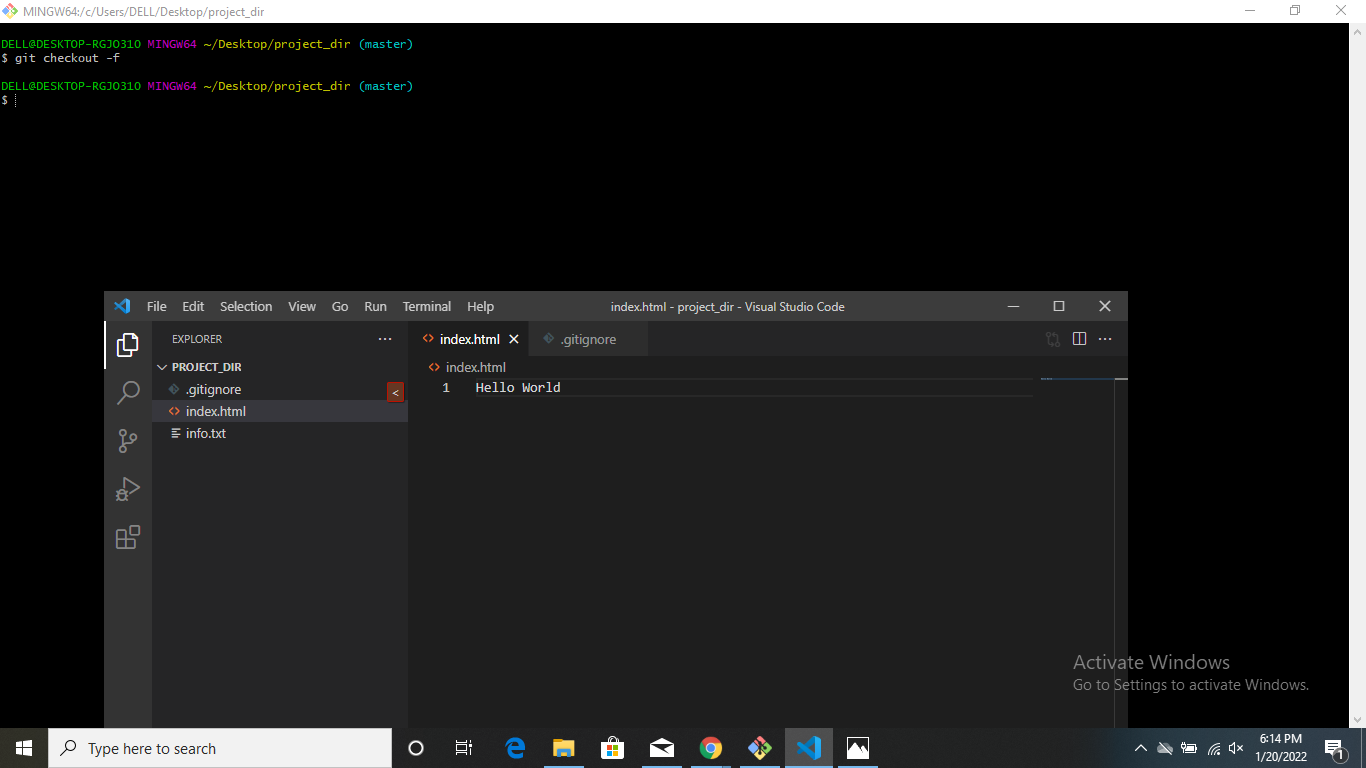 MINGW64:/c/Users/DELL/Desktop/project_dir
DELL@DESKTOP-RGJO31O MINGW64 ~/Desktop/project_dir (master)
$ git checkout -f
DELL@DESKTOP-RGJO31O MINGW64 ~/Desktop/project_dir (master)
$
File Edit Selection View Go Run Terminal Help index.html - project_dir - Visual Studio Code
EXPLORER
index.html .gitignore
PROJECT_DIR
index.html
.gitignore
1 Hello World
<
index.html
info.txt
Activate Windows
Go to Settings to activate Windows.
Type here to search
6:14 PM
1/20/2022
1